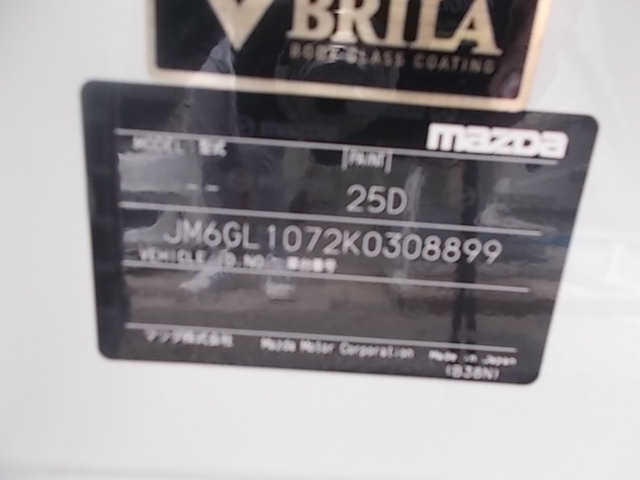 BRILA
BODY GLASS COATING
mazda
MODEL 型式 [PAINT]
-- 25D
JM6GL1072K0308899
VEHICLE ID.NO. 車台番号
マツダ株式会社 Mazda Motor Corporation Made in Japan
(B38N)